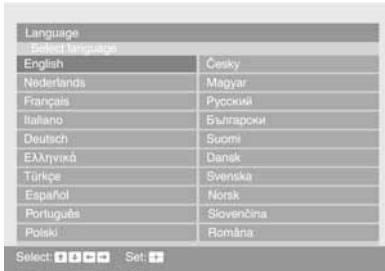 Language
Select language
English
Nederlands
Français
Italiano
Deutsch
Ελληνικά
Türkçe
Español
Português
Polski
Česky
Magyar
Русский
Български
Suomi
Dansk
Svenska
Norsk
Slovenčina
Româna
Select: Set: